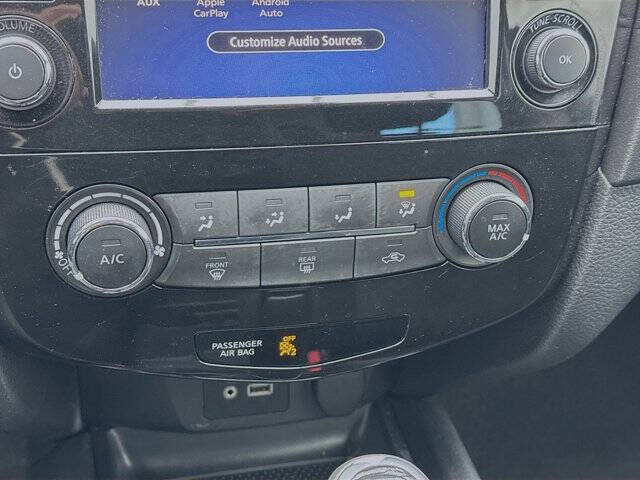 AUX
Apple
CarPlay
Android
Auto
Customize Audio Sources
VOLUME
TUNE·SCROLL
OK
A/C
OFF
FRONT
REAR
MAX
A/C
PASSENGER
AIR BAG
OFF
2